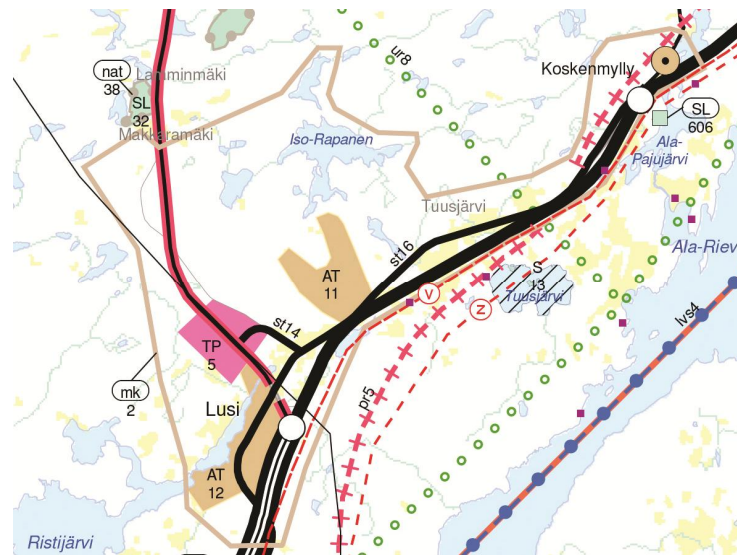 nat
38
Lamminmäki
SL
32
Makkaramäki
ur8
Koskenmylly
SL
606
Iso-Rapanen
Ala-
Pajujärvi
Tuusjärvi
st16
Ala-Riev
AT
11
S
13
Tuusjärvi
v
z
st14
lvs4
TP
5
mk
2
Lusi
pr5
AT
12
Ristijärvi